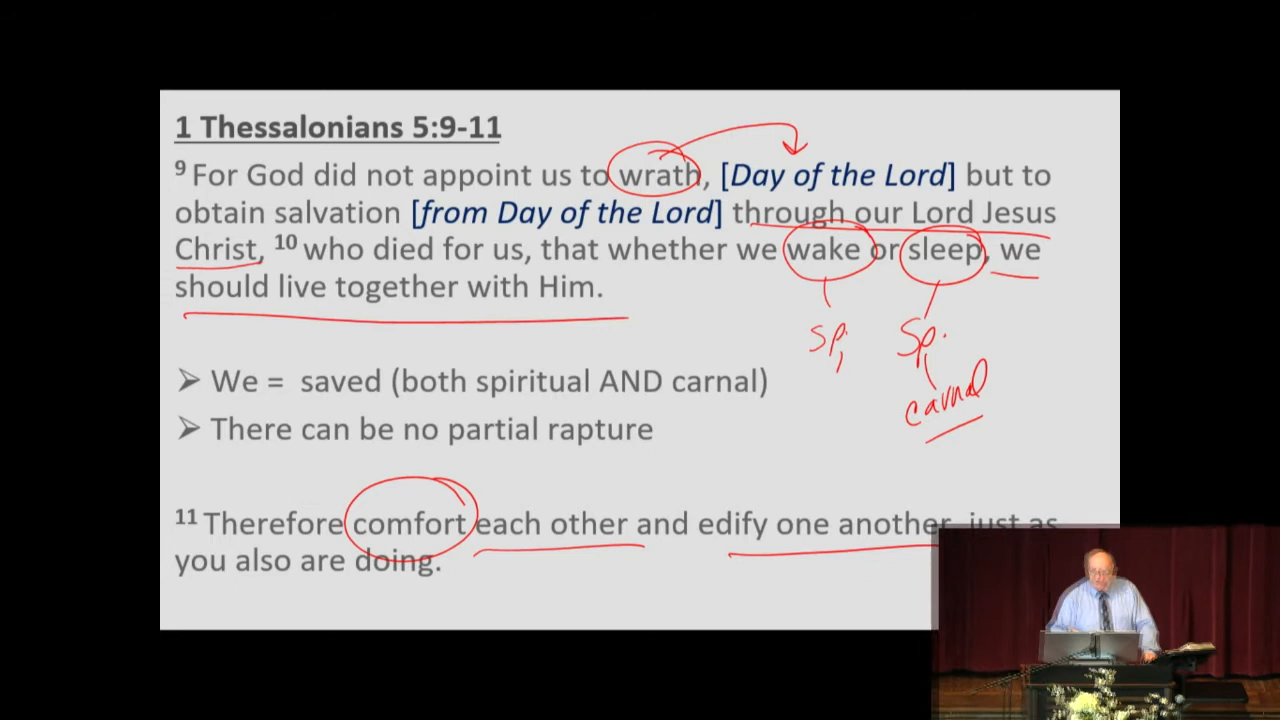 1 Thessalonians 5:9-11
9 For God did not appoint us to wrath, [Day of the Lord] but to
obtain salvation [from Day of the Lord] through our Lord Jesus
Christ, 10 who died for us, that whether we wake or sleep, we
should live together with Him.
sp. Sp.
carnal
➢ We = saved (both spiritual AND carnal)
➢ There can be no partial rapture
11 Therefore comfort each other and edify one another, just as
you also are doing.